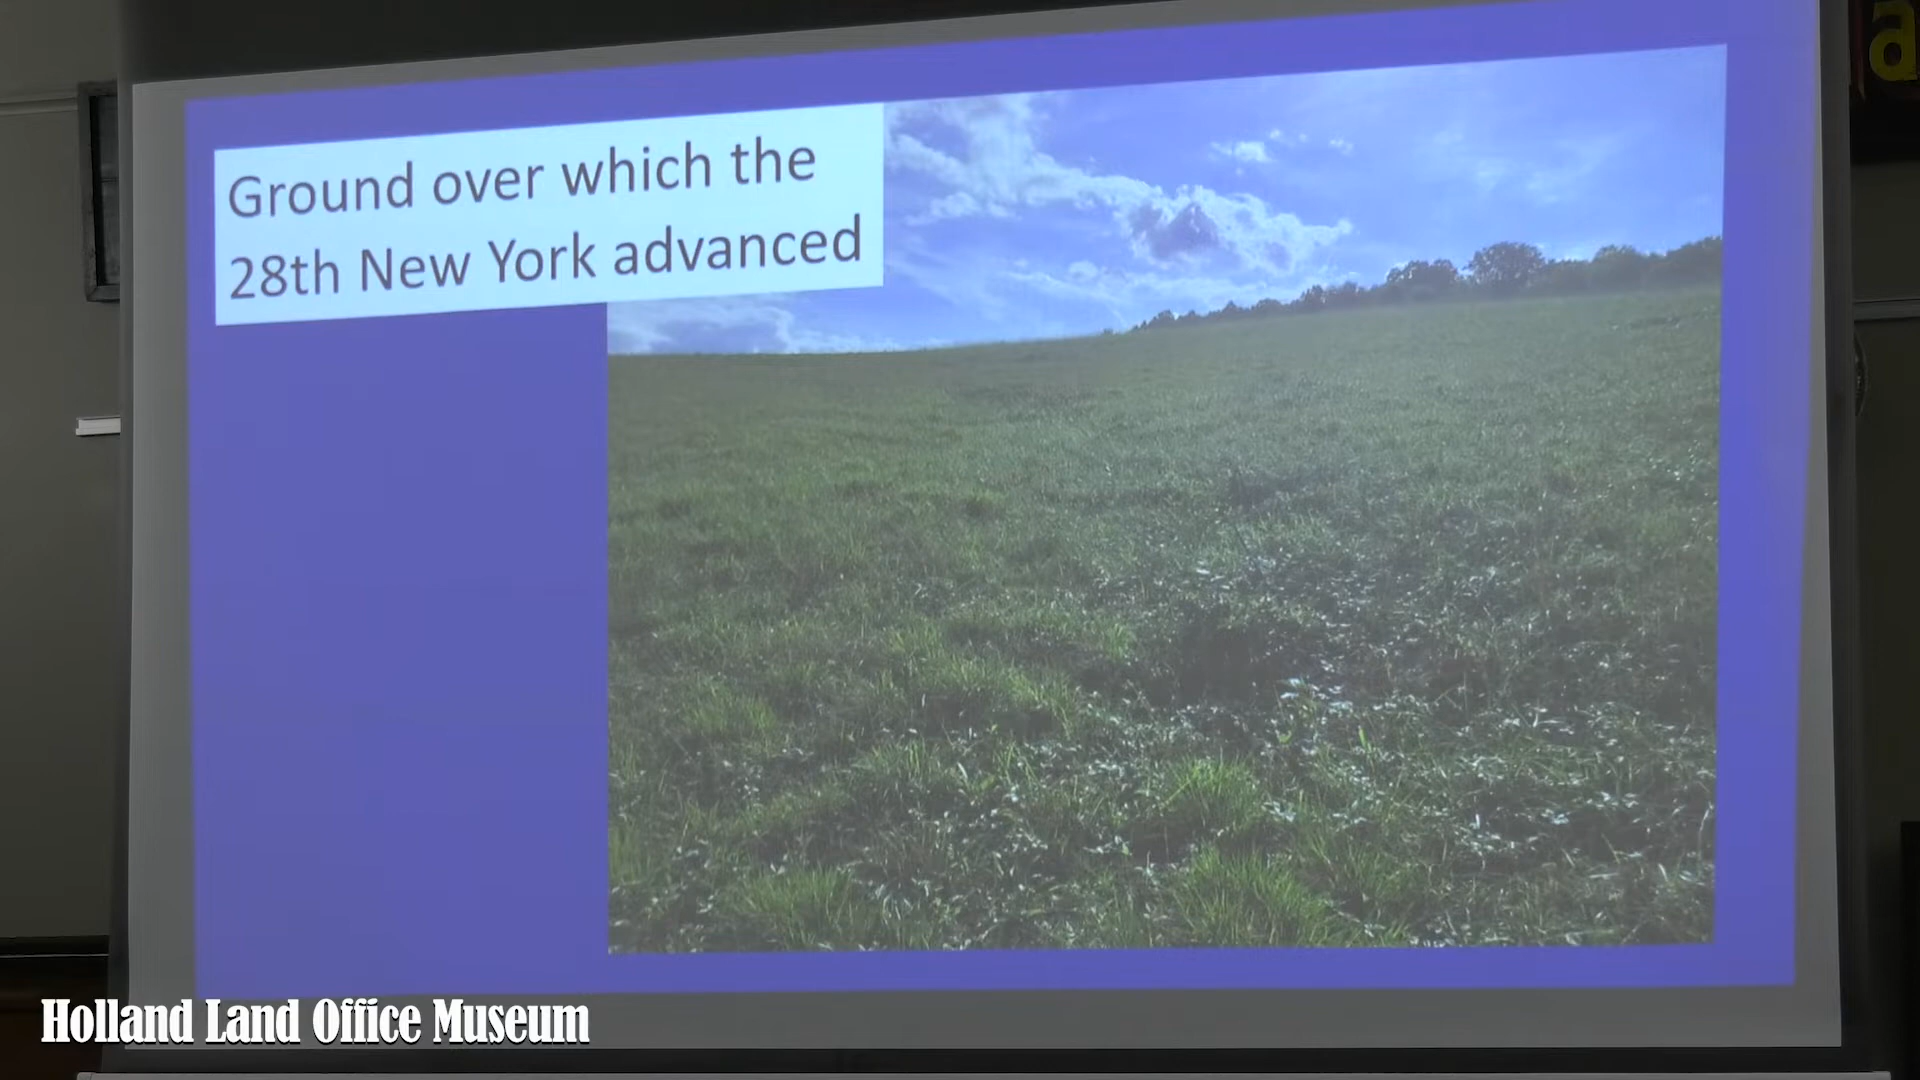 Ground over which the
28th New York advanced
a
Holland Land Office Museum